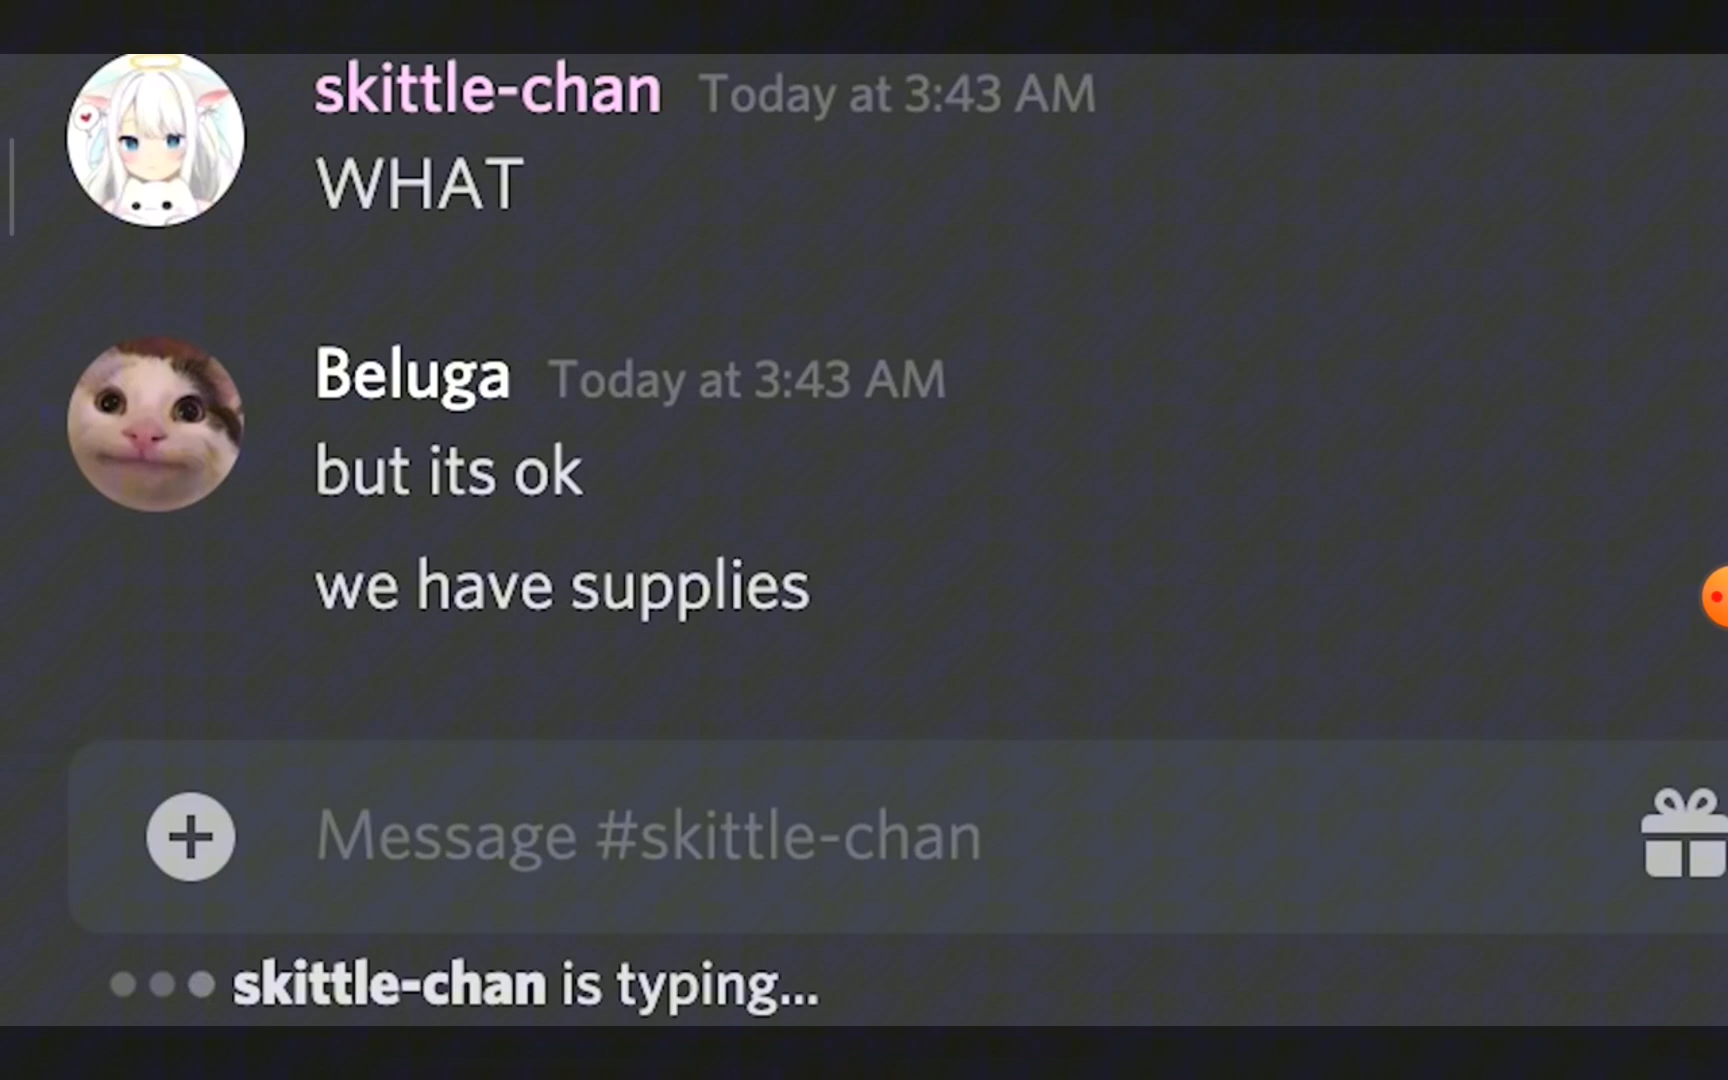 skittle-chan Today at 3:43 AM
WHAT
Beluga Today at 3:43 AM
but its ok
we have supplies
Message #skittle-chan
skittle-chan is typing...